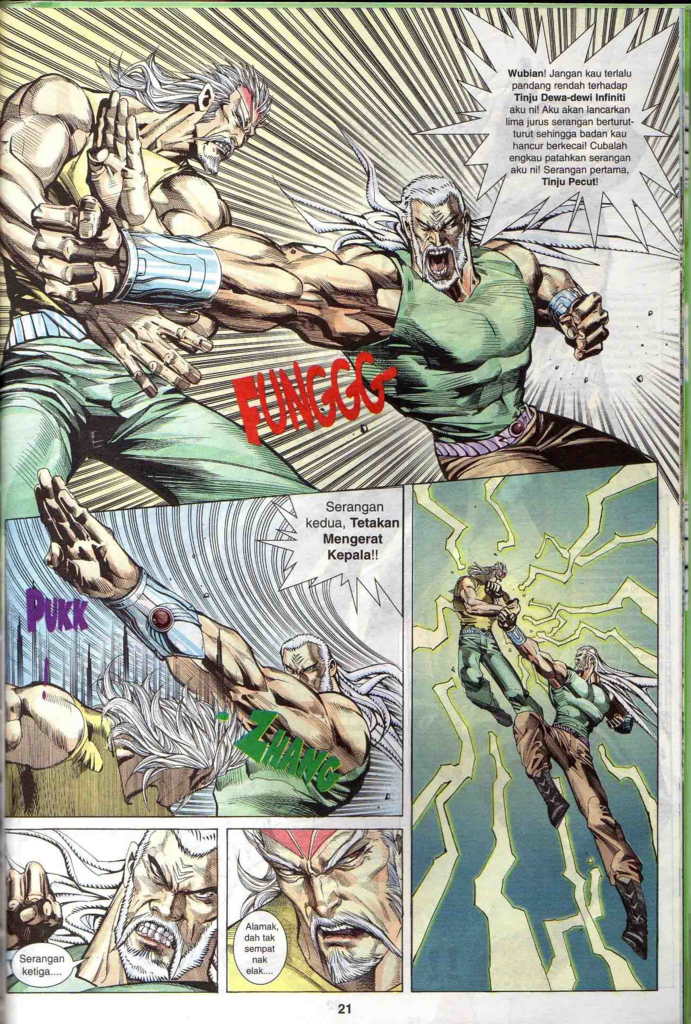 Wubian! Jangan kau terlalu
pandang rendah terhadap
Tinju Dewa-dewi Infiniti
aku ni! Aku akan lancarkan
lima jurus serangan berturut-
turut sehingga badan kau
hancur berkecai! Cubalah
engkau patahkan serangan
aku ni! Serangan pertama,
Tinju Pecut!
FUNGGG
Serangan
kedua, Tetakan
Mengerat
Kepala!!
PUKK
ZHANG
Serangan
ketiga....
Alamak,
dah tak
sempat
nak
elak....
21